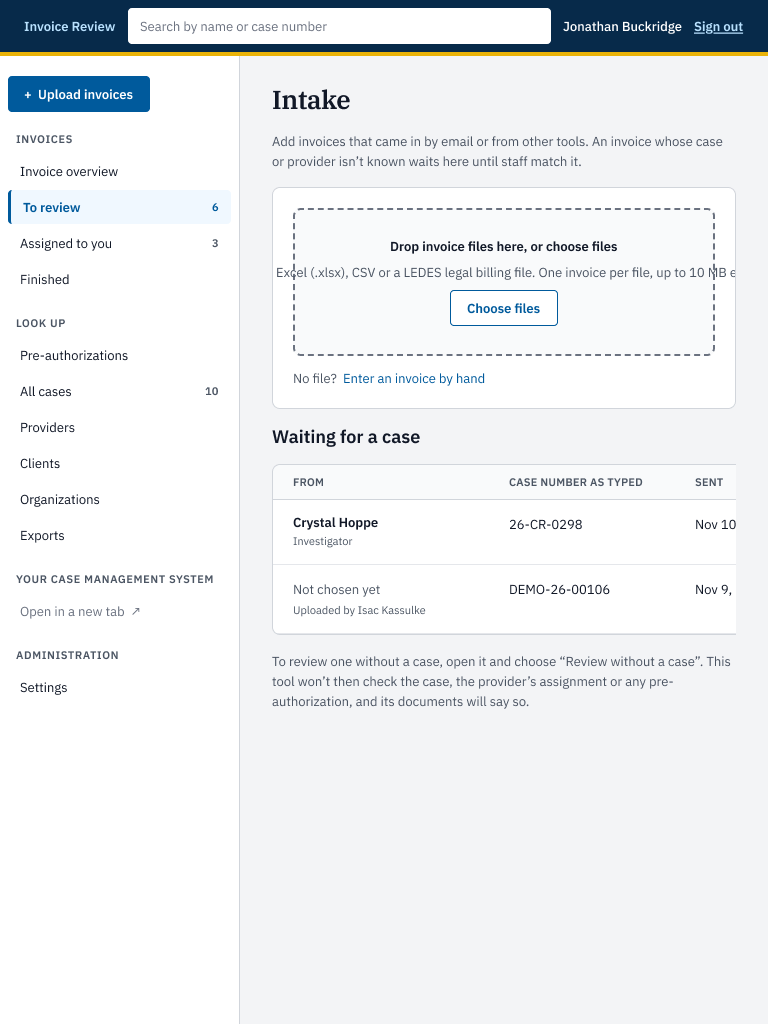 Invoice Review
Search by name or case number
Jonathan Buckridge
Sign out
+ Upload invoices
INVOICES
Invoice overview
To review 6
Assigned to you 3
Finished
LOOK UP
Pre-authorizations
All cases 10
Providers
Clients
Organizations
Exports
YOUR CASE MANAGEMENT SYSTEM
Open in a new tab ↗
ADMINISTRATION
Settings
Intake
Add invoices that came in by email or from other tools. An invoice whose case
or provider isn’t known waits here until staff match it.
Drop invoice files here, or choose files
Excel (.xlsx), CSV or a LEDES legal billing file. One invoice per file, up to 10 MB
Choose files
No file? Enter an invoice by hand
Waiting for a case
FROM CASE NUMBER AS TYPED SENT
Crystal Hoppe 26-CR-0298 Nov 10
Investigator
Not chosen yet DEMO-26-00106 Nov 9,
Uploaded by Isac Kassulke
To review one without a case, open it and choose “Review without a case”. This
tool won’t then check the case, the provider’s assignment or any pre-
authorization, and its documents will say so.